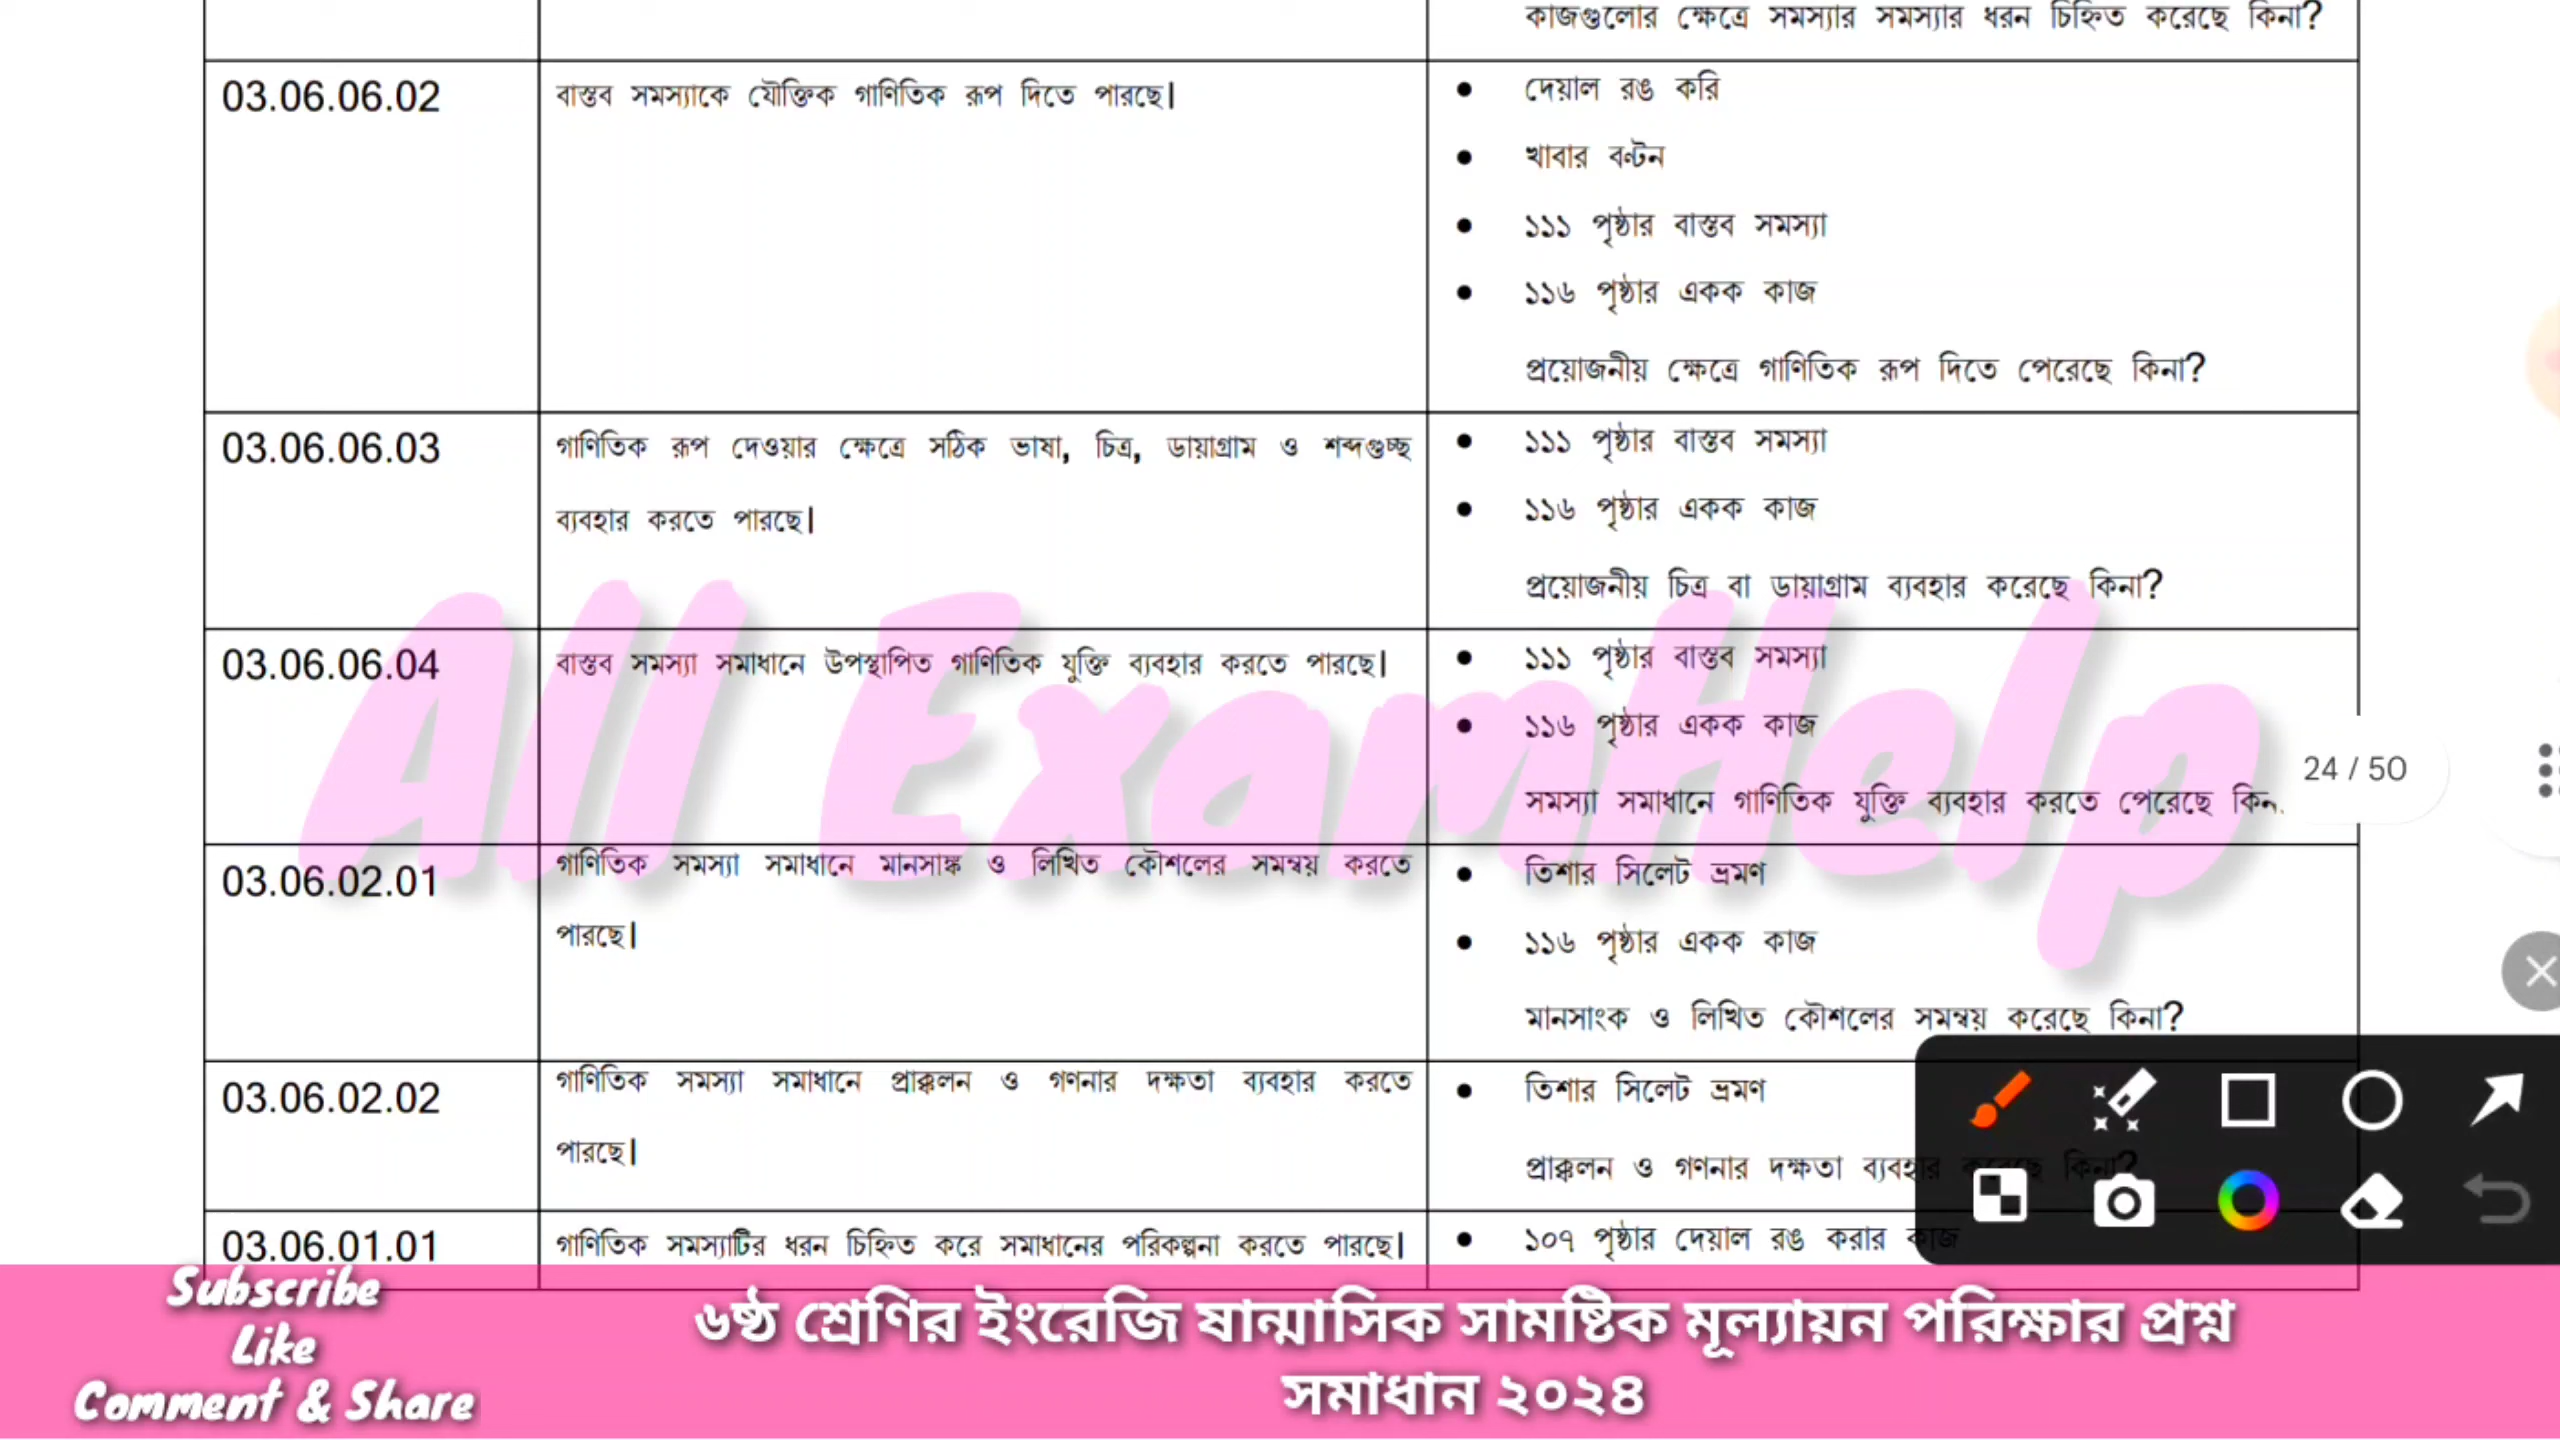 কাজগুলোর ক্ষেত্রে সমস্যার সমস্যার ধরন চিহ্নিত করেছে কিনা?
03.06.06.02
বাস্তব সমস্যাকে যৌক্তিক গাণিতিক রূপ দিতে পারছে।
● দেয়াল রঙ করি
● খাবার বণ্টন
● ১১১ পৃষ্ঠার বাস্তব সমস্যা
● ১১৬ পৃষ্ঠার একক কাজ
প্রয়োজনীয় ক্ষেত্রে গাণিতিক রূপ দিতে পেরেছে কিনা?
03.06.06.03
গাণিতিক রূপ দেওয়ার ক্ষেত্রে সঠিক ভাষা, চিত্র, ডায়াগ্রাম ও শব্দগুচ্ছ
ব্যবহার করতে পারছে।
● ১১১ পৃষ্ঠার বাস্তব সমস্যা
● ১১৬ পৃষ্ঠার একক কাজ
প্রয়োজনীয় চিত্র বা ডায়াগ্রাম ব্যবহার করেছে কিনা?
03.06.06.04
বাস্তব সমস্যা সমাধানে উপস্থাপিত গাণিতিক যুক্তি ব্যবহার করতে পারছে।
● ১১১ পৃষ্ঠার বাস্তব সমস্যা
● ১১৬ পৃষ্ঠার একক কাজ
সমস্যা সমাধানে গাণিতিক যুক্তি ব্যবহার করতে পেরেছে
24 / 50
All ExamHelp
03.06.02.01
গাণিতিক সমস্যা সমাধানে মানসাঙ্ক ও লিখিত কৌশলের সমন্বয় করতে
পারছে।
● তিশার সিলেট ভ্রমণ
● ১১৬ পৃষ্ঠার একক কাজ
মানসাংক ও লিখিত কৌশলের সমন্বয় করেছে কিনা?
03.06.02.02
গাণিতিক সমস্যা সমাধানে প্রাক্কলন ও গণনার দক্ষতা ব্যবহার করতে
পারছে।
● তিশার সিলেট ভ্রমণ
প্রাক্কলন ও গণনার দক্ষতা ব্যবহার করেছে কিনা?
03.06.01.01
গাণিতিক সমস্যাটির ধরন চিহ্নিত করে সমাধানের পরিকল্পনা করতে পারছে।
● ১০৭ পৃষ্ঠার দেয়াল রঙ করার কাজ
Subscribe
Like
Comment & Share
৬ষ্ঠ শ্রেণির ইংরেজি ষান্মাসিক সামষ্টিক মূল্যায়ন পরিক্ষার প্রশ্ন
সমাধান ২০২৪